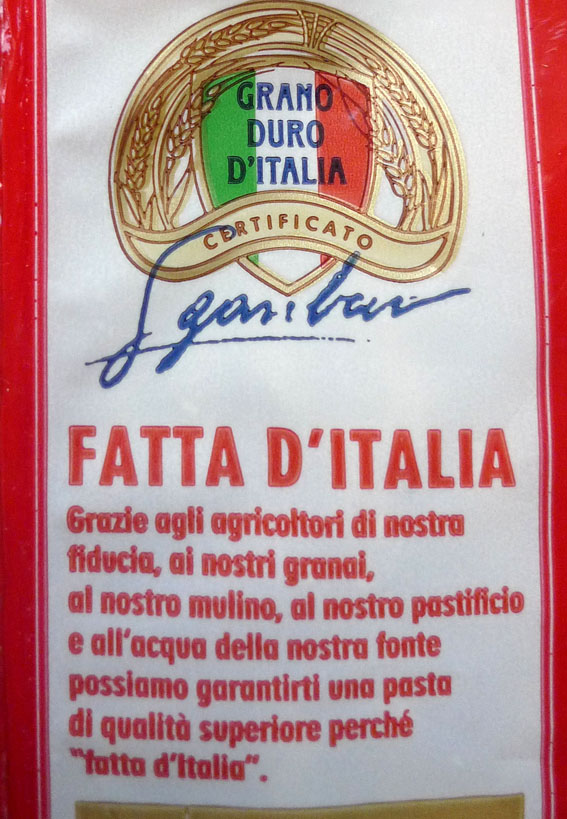 GRANO
DURO
D'ITALIA
CERTIFICATO
Sgambaro
FATTA D'ITALIA
Grazie agli agricoltori di nostra
fiducia, ai nostri granai,
al nostro mulino, al nostro pastificio
e all'acqua della nostra fonte
possiamo garantirti una pasta
di qualità superiore perché
"fatta d'Italia".